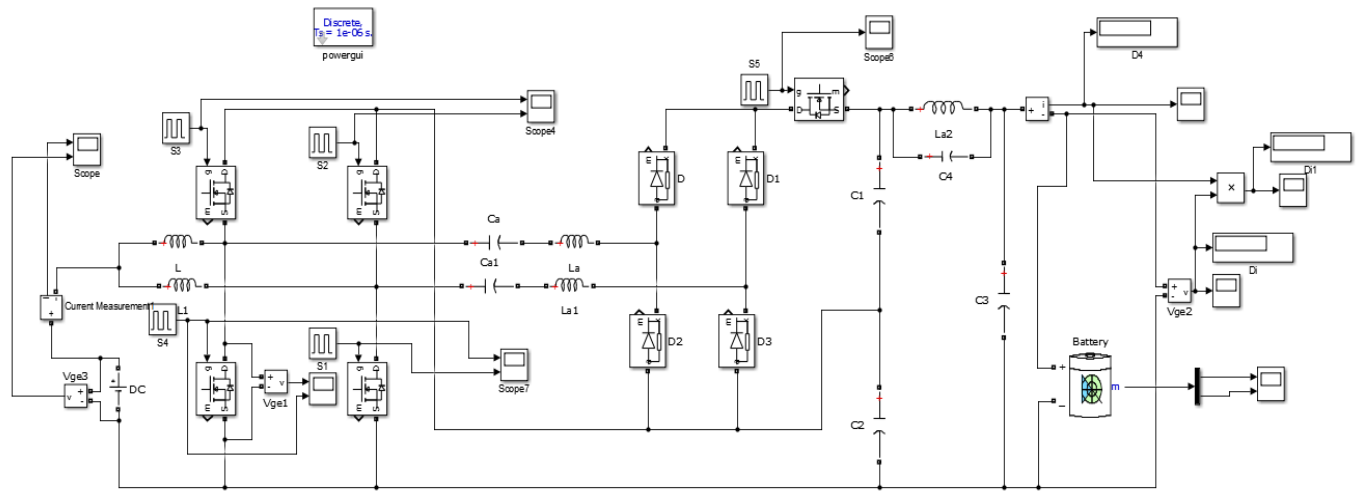 Discrete,
Ts = 1e-06 s.
powergui
Scope6
D4
S5
g
m
D
S
S3
Scope4
S2
Scope
La2
C4
Di1
g
D
m
S
g
D
m
S
D
D1
C1
Ca
L
Ca1
La
La1
Di
C3
Vge2
Current Measurement1
L1
S4
S1
D2
D3
Battery
m
Scope7
Vge3
DC
Vge1
g
D
m
S
g
D
m
S
C2